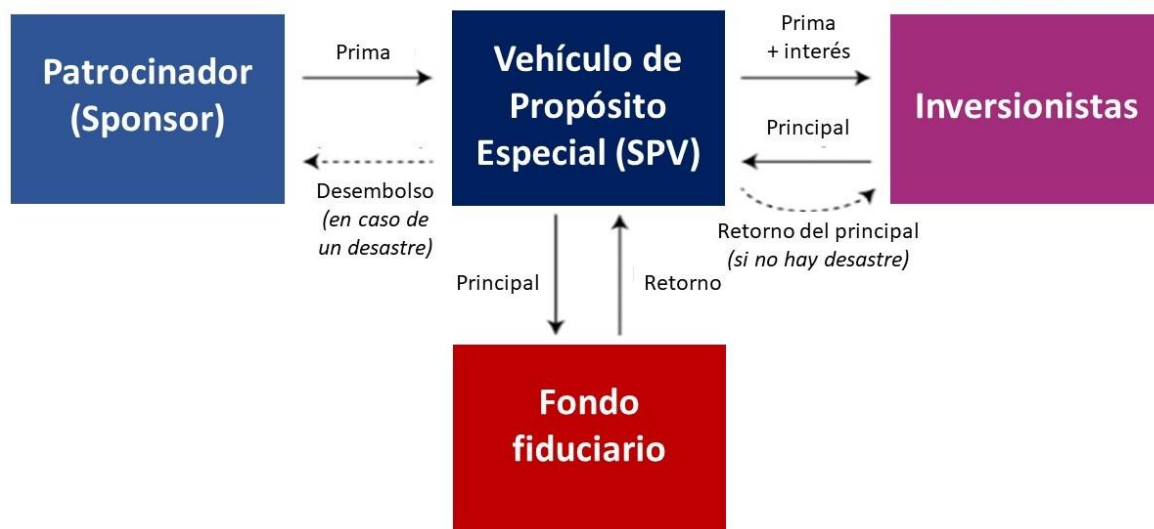 Patrocinador
(Sponsor)
Prima
Desembolso
(en caso de
un desastre)
Vehículo de
Propósito
Especial (SPV)
Prima
+ interés
Principal
Retorno del principal
(si no hay desastre)
Inversionistas
Principal
Retorno
Fondo
fiduciario